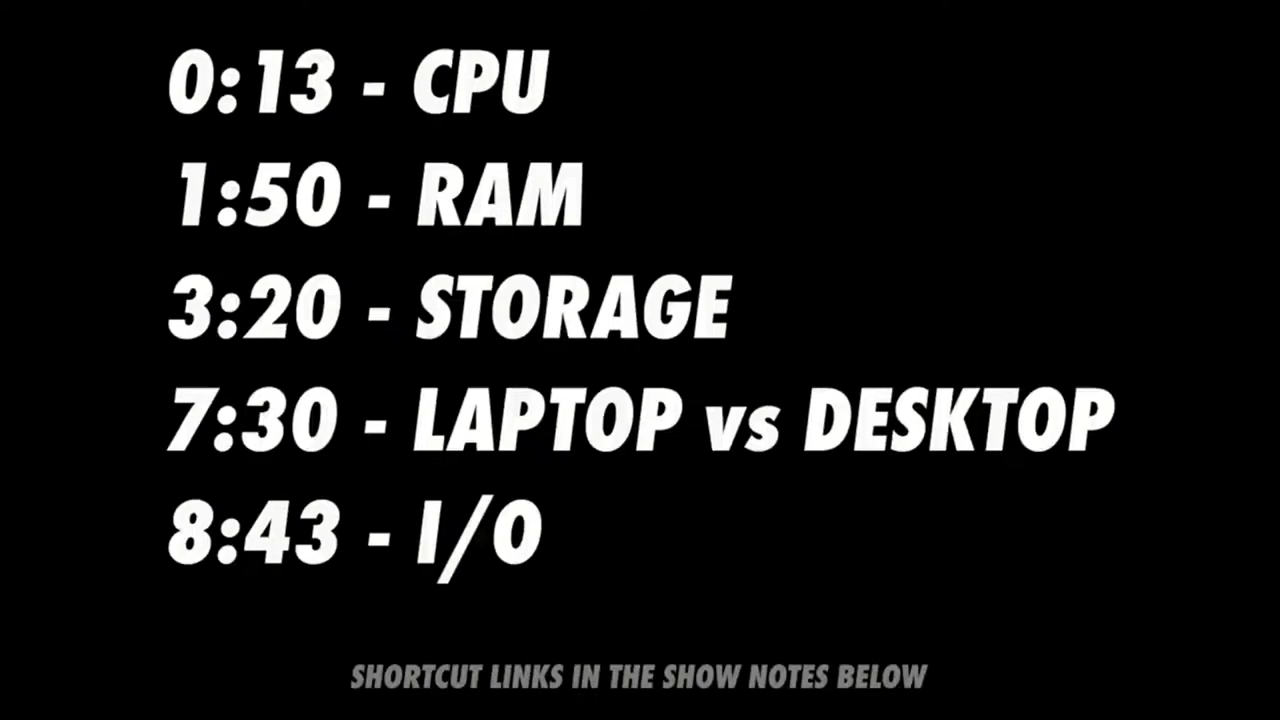 0:13 - CPU
1:50 - RAM
3:20 - STORAGE
7:30 - LAPTOP vs DESKTOP
8:43 - I/O
SHORTCUT LINKS IN THE SHOW NOTES BELOW